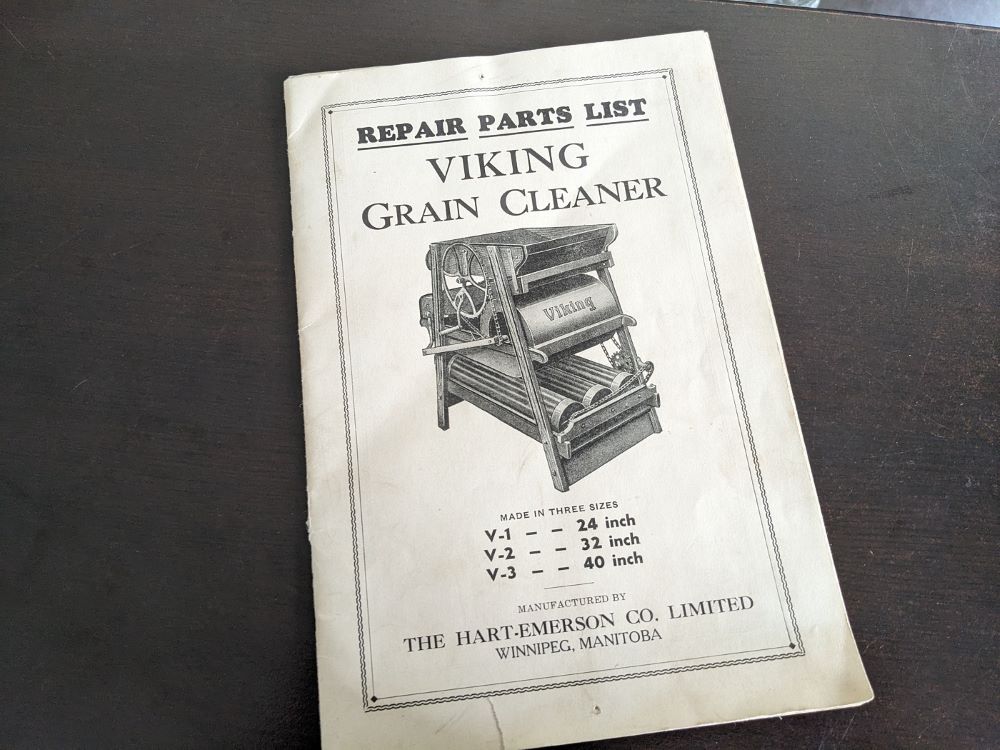 REPAIR PARTS LIST
VIKING
GRAIN CLEANER
Viking
MADE IN THREE SIZES
V-1 – – 24 inch
V-2 – – 32 inch
V-3 – – 40 inch
MANUFACTURED BY
THE HART-EMERSON CO. LIMITED
WINNIPEG, MANITOBA